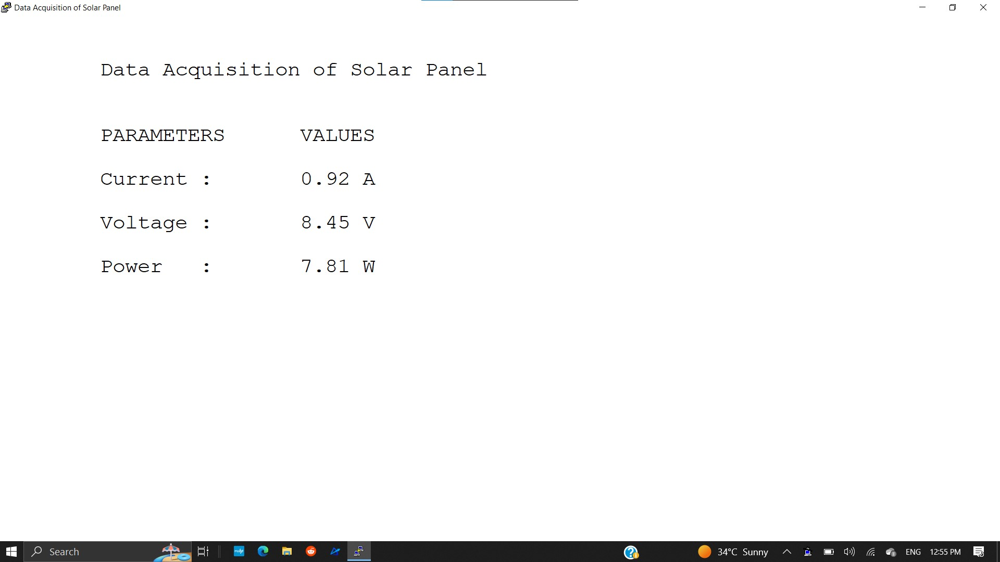 Data Acquisition of Solar Panel
Data Acquisition of Solar Panel
PARAMETERS VALUES
Current : 0.92 A
Voltage : 8.45 V
Power : 7.81 W
Search
myhp
34°C Sunny
ENG
12:55 PM